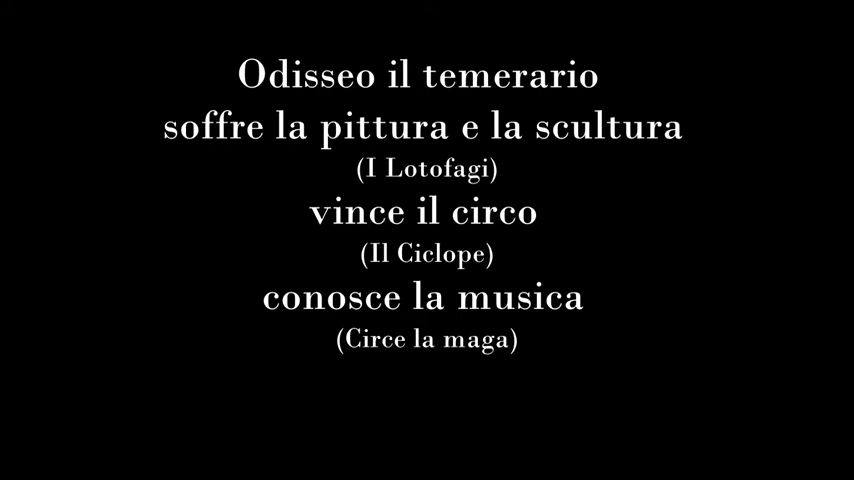 Odisseo il temerario
soffre la pittura e la scultura
(I Lotofagi)
vince il circo
(Il Ciclope)
conosce la musica
(Circe la maga)